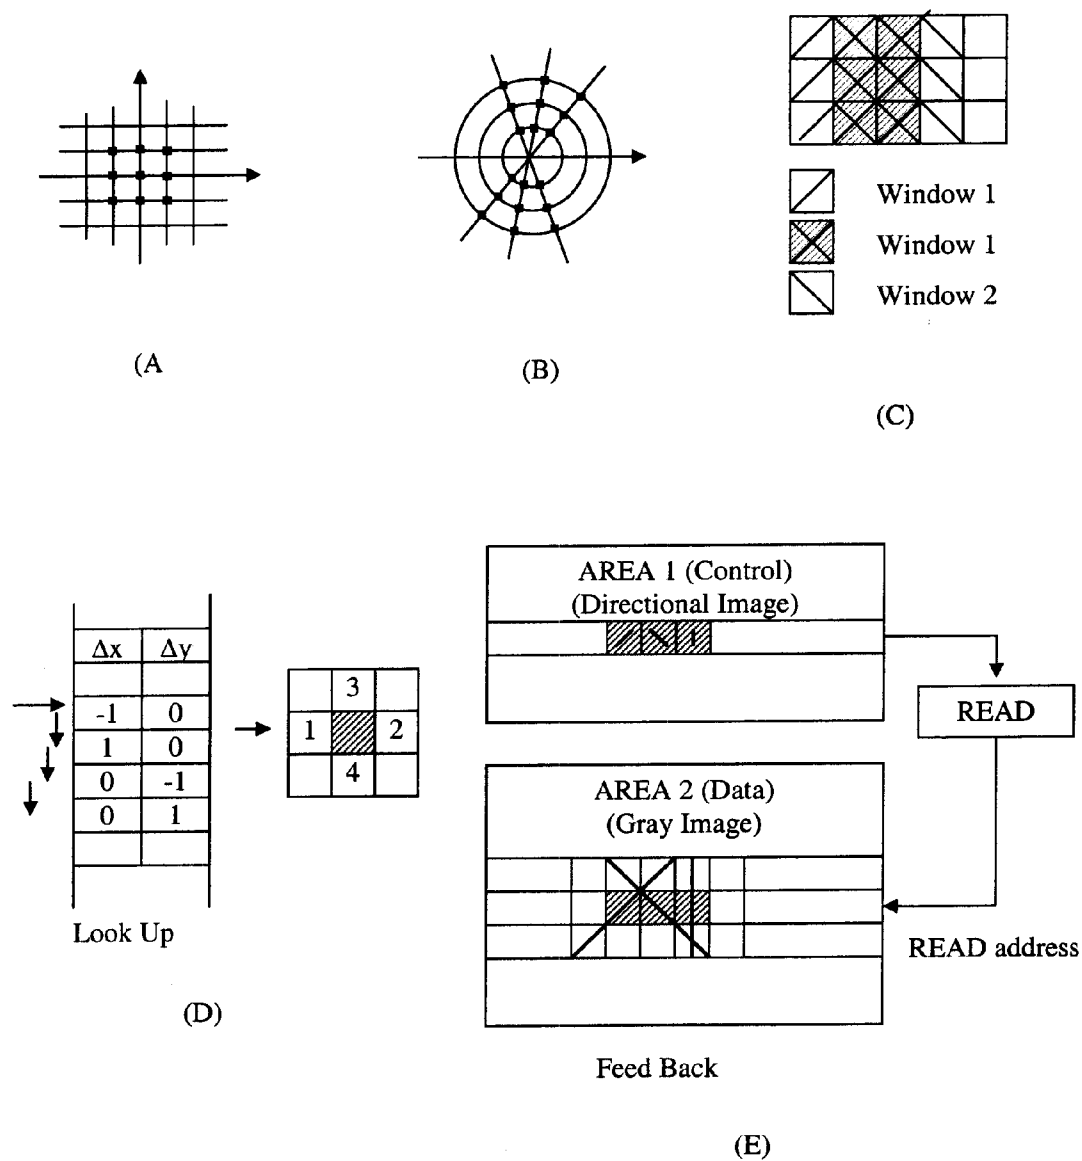 (A
(B)
Window 1
Window 1
Window 2
(C)
Δx Δy
-1 0
1 0
0 -1
0 1
3
1 2
4
Look Up
(D)
AREA 1 (Control)
(Directional Image)
READ
AREA 2 (Data)
(Gray Image)
READ address
Feed Back
(E)